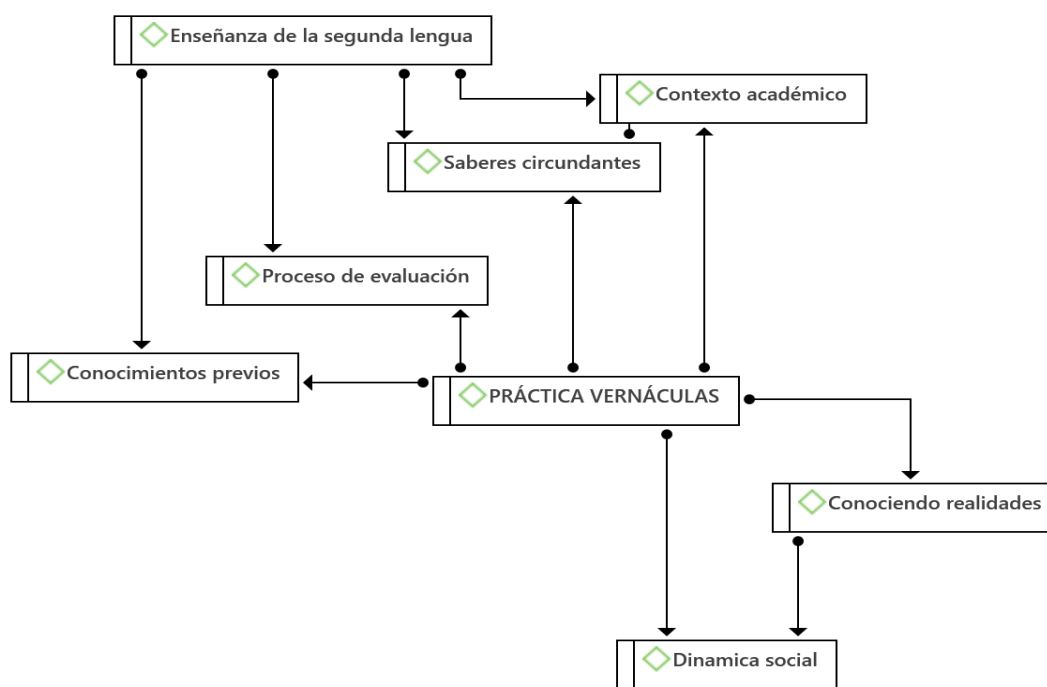 Enseñanza de la segunda lengua
Contexto académico
Saberes circundantes
Proceso de evaluación
Conocimientos previos
PRÁCTICA VERNÁCULAS
Conociendo realidades
Dinamica social